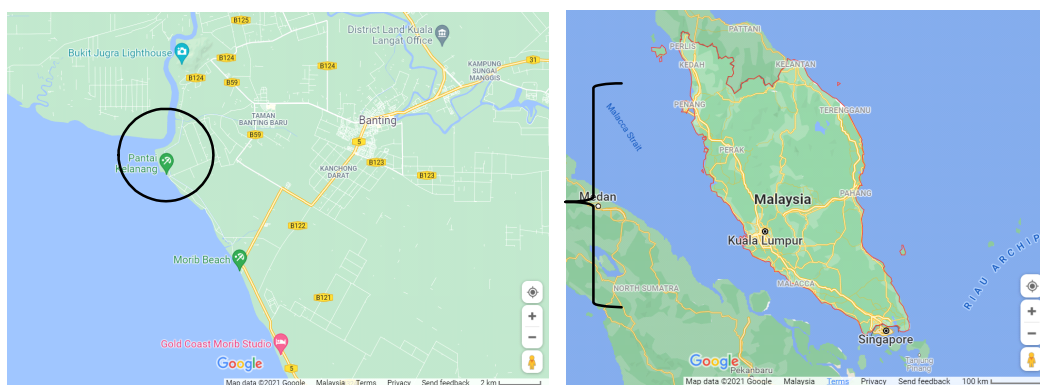 B125
District Land Kuala
Langat Office
Bukit Jugra Lighthouse
B124
B124
B124
KAMPUNG
SUNGAI
MANGGIS
31
B59
TAMAN
BANTING BARU
Banting
B59
5
Pantai
Kelanang
KANCHONG
DARAT
B123
B123
B122
Morib Beach
B121
Gold Coast Morib Studio
5
Google
Map data ©2021 Google Malaysia Terms Privacy Send feedback 2 km
PATTANI
PERLIS
KEDAH
KELANTAN
PENANG
Malacca Strait
TERENGGANU
PERAK
Medan
Malaysia
PAHANG
Kuala Lumpur
NORTH SUMATRA
MALACCA
RIAU ARCHIP
Singapore
Tanjung
Pinang
Google
Pekanbaru
Map data ©2021 Google Malaysia Terms Privacy Send feedback 100 km